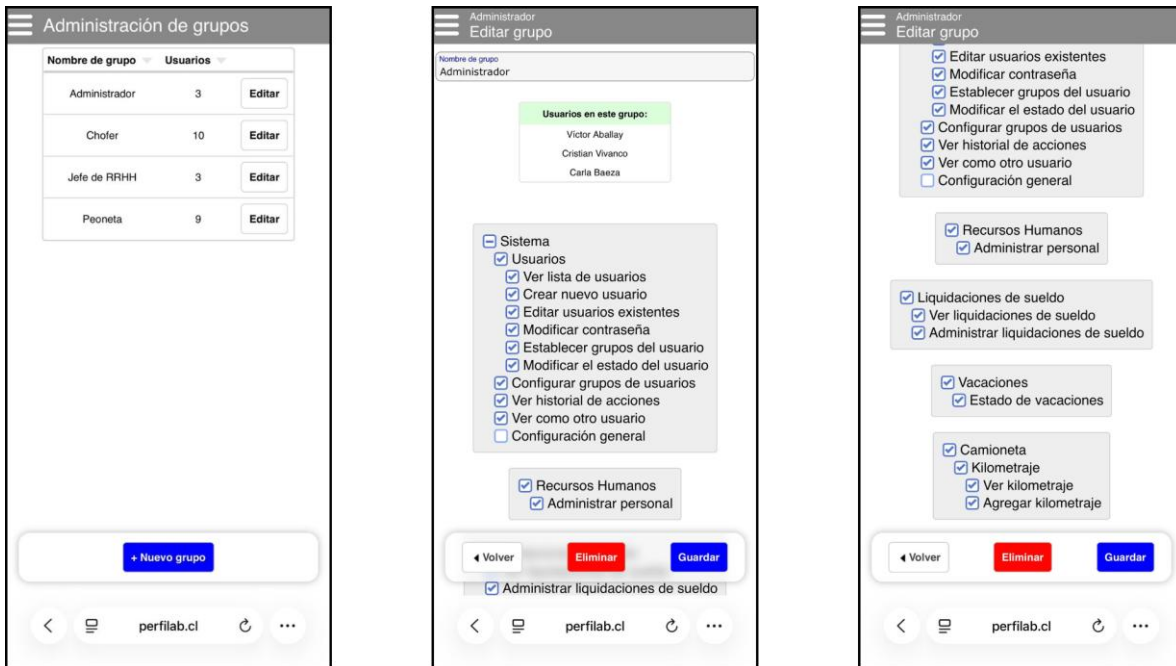 Administración de grupos
Nombre de grupo Usuarios
Administrador 3 Editar
Chofer 10 Editar
Jefe de RRHH 3 Editar
Peoneta 9 Editar
+ Nuevo grupo
perfilab.cl
Administrador
Editar grupo
Nombre de grupo
Administrador
Usuarios en este grupo:
Víctor Aballay
Cristian Vivanco
Carla Baeza
Sistema
Usuarios
Ver lista de usuarios
Crear nuevo usuario
Editar usuarios existentes
Modificar contraseña
Establecer grupos del usuario
Modificar el estado del usuario
Configurar grupos de usuarios
Ver historial de acciones
Ver como otro usuario
Configuración general
Recursos Humanos
Administrar personal
Volver Eliminar Guardar
Administrar liquidaciones de sueldo
perfilab.cl
Administrador
Editar grupo
Editar usuarios existentes
Modificar contraseña
Establecer grupos del usuario
Modificar el estado del usuario
Configurar grupos de usuarios
Ver historial de acciones
Ver como otro usuario
Configuración general
Recursos Humanos
Administrar personal
Liquidaciones de sueldo
Ver liquidaciones de sueldo
Administrar liquidaciones de sueldo
Vacaciones
Estado de vacaciones
Camioneta
Kilometraje
Ver kilometraje
Agregar kilometraje
Volver Eliminar Guardar
perfilab.cl